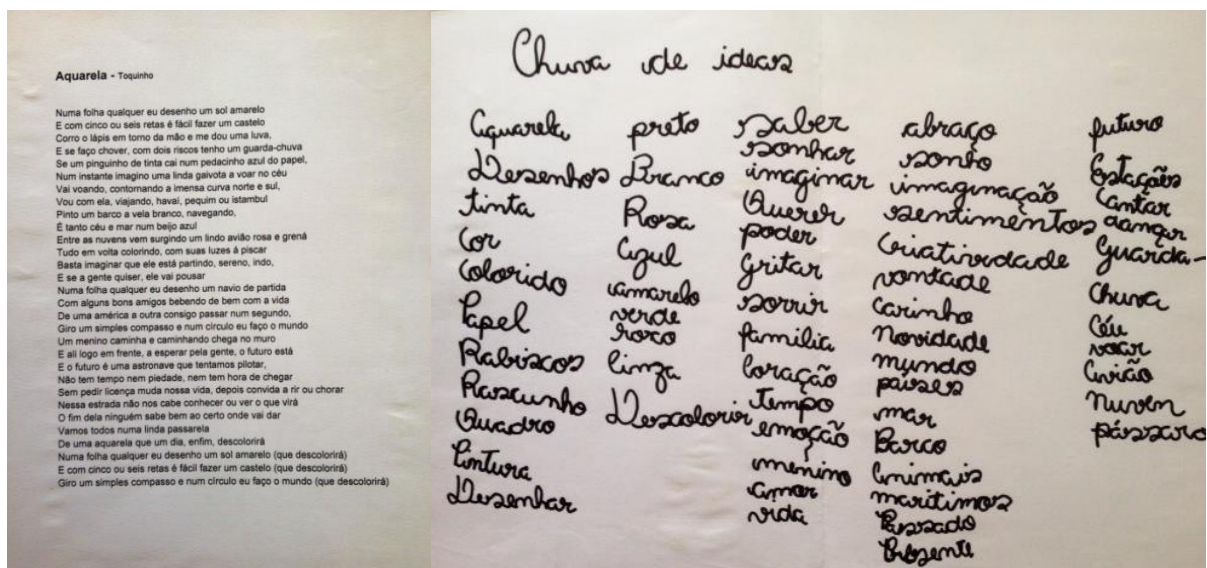 Aquarela - Toquinho
Numa folha qualquer eu desenho um sol amarelo
E com cinco ou seis retas é fácil fazer um castelo
Corro o lápis em torno da mão e me dou uma luva,
E se faço chover, com dois riscos tenho um guarda-chuva
Se um pinguinho de tinta cai num pedacinho azul do papel,
Num instante imagino uma linda gaivota a voar no céu
Vai voando, contornando a imensa curva norte e sul,
Vou com ela, viajando, havai, pequim ou istambul
Pinto um barco a vela branco, navegando,
É tanto céu e mar num beijo azul
Entre as nuvens vem surgindo um lindo avião rosa e grená
Tudo em volta colorindo, com suas luzes á piscar
Basta imaginar que ele está partindo, sereno, indo,
E se a gente quiser, ele vai pousar
Numa folha qualquer eu desenho um navio de partida
Com alguns bons amigos bebendo de bem com a vida
De uma américa a outra consigo passar num segundo,
Giro um simples compasso e num círculo eu faço o mundo
Um menino caminha e caminhando chega no muro
E ali logo em frente, a esperar pela gente, o futuro está
E o futuro é uma astronave que tentamos pilotar,
Não tem tempo nem piedade, nem tem hora de chegar
Sem pedir licença muda nossa vida, depois convida a rir ou chorar
Nessa estrada não nos cabe conhecer ou ver o que virá
O fim dela ninguém sabe bem ao certo onde vai dar
Vamos todos numa linda passarela
De uma aquarela que um dia, enfim, descolorirá
Numa folha qualquer eu desenho um sol amarelo (que descolorirá)
E com cinco ou seis retas é fácil fazer um castelo (que descolorirá)
Giro um simples compasso e num círculo eu faço o mundo (que descolorirá)
Chuva de ideas
Aquarela
Desenhos
tinta
Cor
Colorido
Papel
Rabiscos
Rascunho
Quadro
Pintura
Desenhar
preto
Branco
Rosa
Azul
amarelo
verde
roxo
Cinza
Descolorir
saber
sonhar
imaginar
Querer
poder
Gritar
sorrir
família
Coração
Tempo
emoção
menino
Amor
vida
abraço
sonho
imaginação
sentimentos
Criatividade
vontade
Carinho
Novidade
mundo
países
mar
Barco
Animais
marítimos
Passado
Presente
futuro
Estações
Cantar
dançar
Guarda-
Chuva
Céu
voar
Avião
Nuvem
pássaro